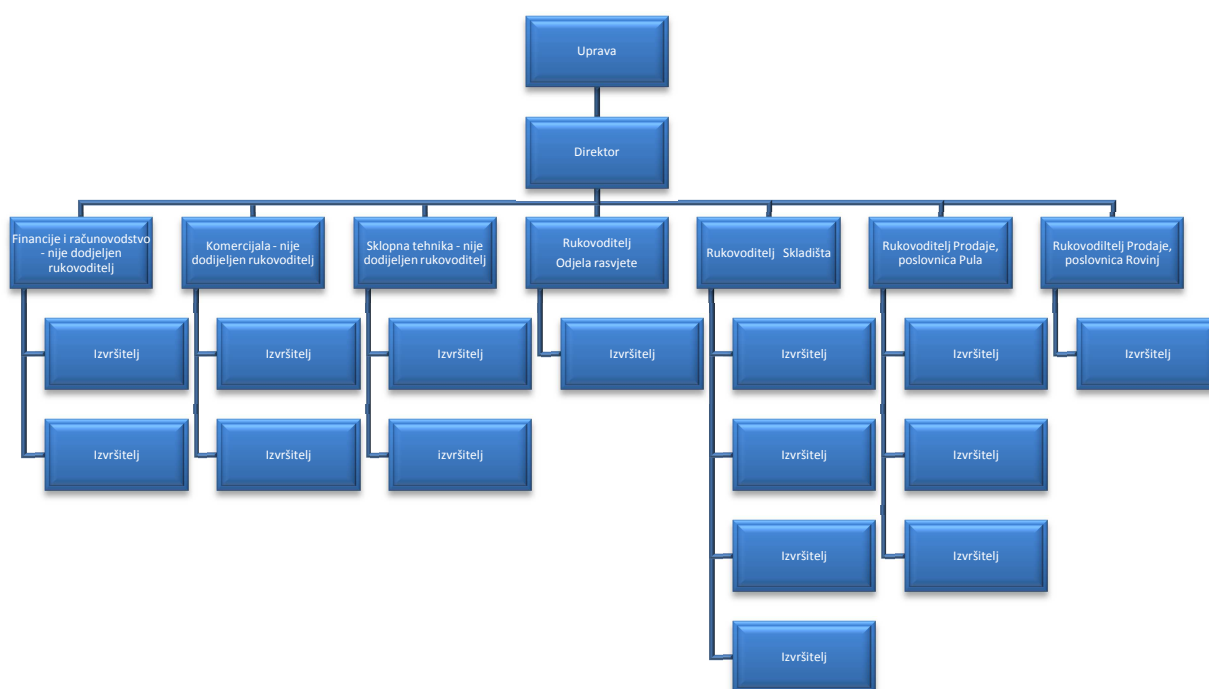 Uprava
Direktor
Financije i računovodstvo
- nije dodjeljen
rukovoditelj
Komercijala - nije
dodijeljen rukovoditelj
Sklopna tehnika - nije
dodijeljen rukovoditelj
Rukovoditelj
Odjela rasvjete
Rukovoditelj Skladišta
Rukovoditelj Prodaje,
poslovnica Pula
Rukovodiltelj Prodaje,
poslovnica Rovinj
Izvršitelj
Izvršitelj
Izvršitelj
Izvršitelj
Izvršitelj
Izvršitelj
Izvršitelj
Izvršitelj
Izvršitelj
izvršitelj
Izvršitelj
Izvršitelj
Izvršitelj
Izvršitelj
Izvršitelj